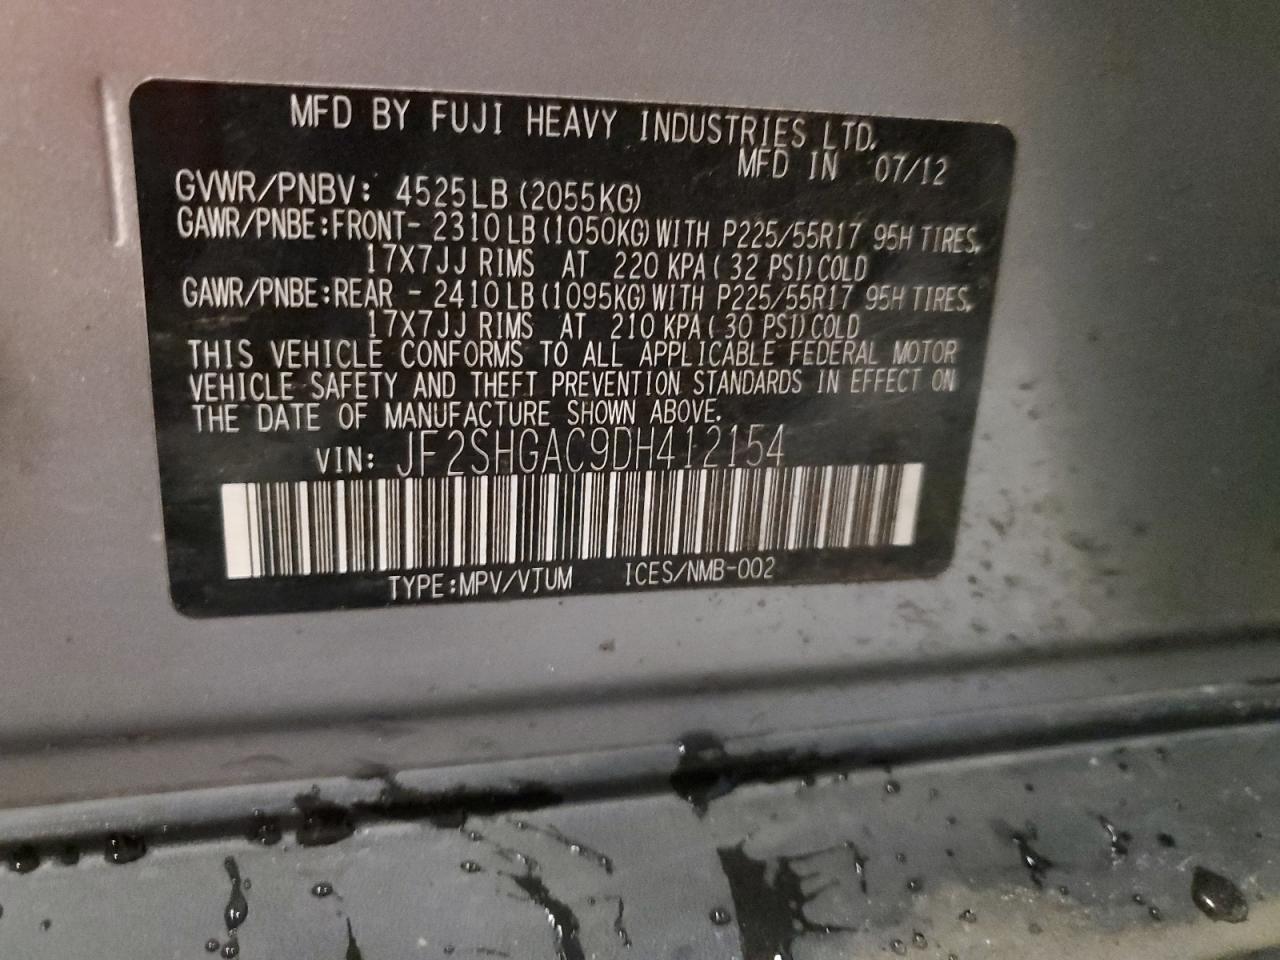 MFD BY FUJI HEAVY INDUSTRIES LTD.
MFD IN 07/12
GVWR/PNBV: 4525LB (2055KG)
GAWR/PNBE:FRONT- 2310LB (1050KG) WITH P225/55R17 95H TIRES,
17X7JJ RIMS AT 220 KPA ( 32 PSI) COLD
GAWR/PNBE:REAR - 2410LB (1095KG) WITH P225/55R17 95H TIRES,
17X7JJ RIMS AT 210 KPA ( 30 PSI) COLD
THIS VEHICLE CONFORMS TO ALL APPLICABLE FEDERAL MOTOR
VEHICLE SAFETY AND THEFT PREVENTION STANDARDS IN EFFECT ON
THE DATE OF MANUFACTURE SHOWN ABOVE.
VIN: JF2SHGAC9DH412154
TYPE:MPV/VTUM ICES/NMB-002